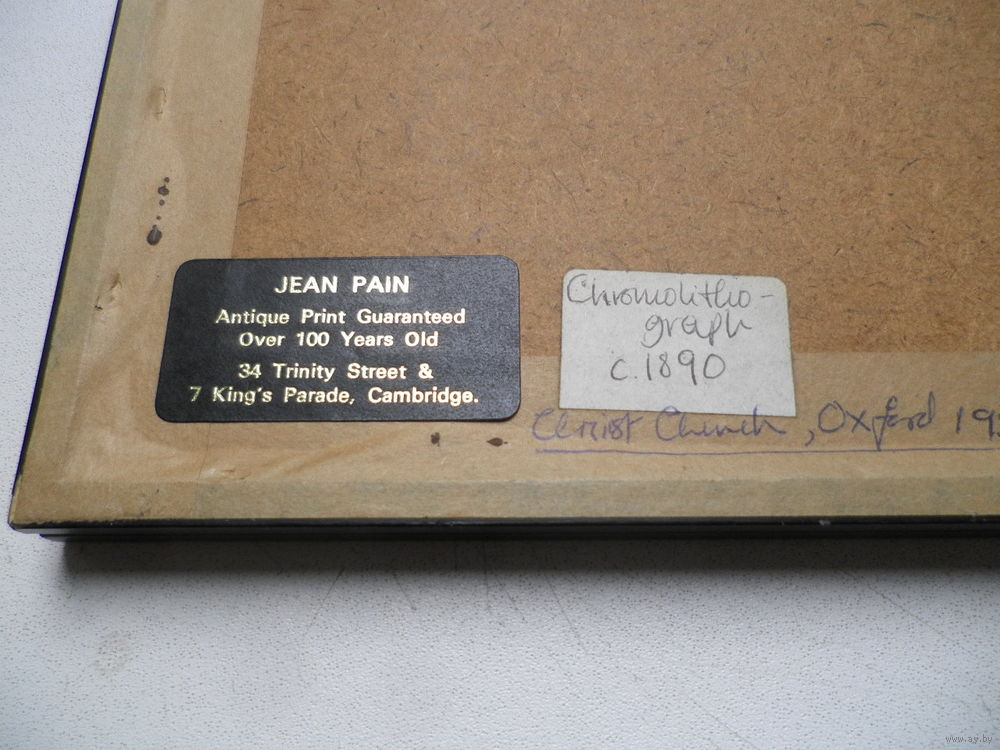 JEAN PAIN
Antique Print Guaranteed
Over 100 Years Old
34 Trinity Street &
7 King's Parade, Cambridge.
Chromolitho-
graph
c.1890
Christ Church, Oxford 19
www.ay.by